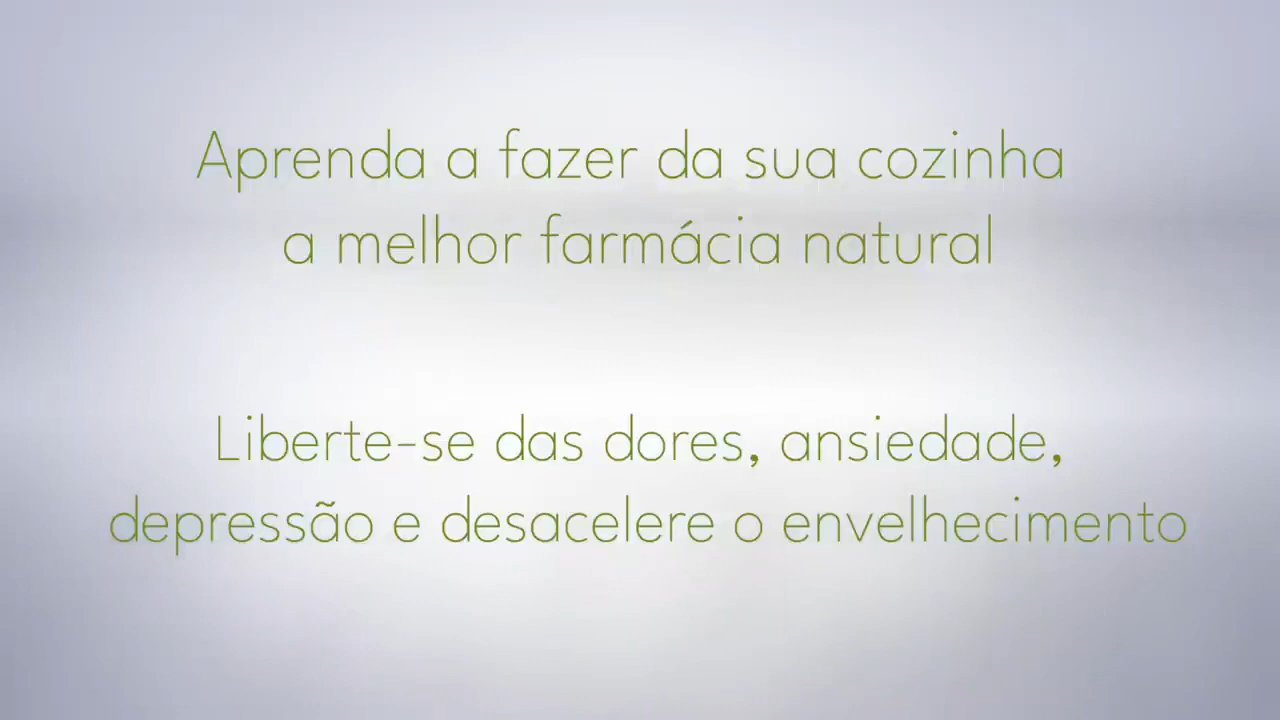 Aprenda a fazer da sua cozinha
a melhor farmácia natural
Liberte-se das dores, ansiedade,
depressão e desacelere o envelhecimento